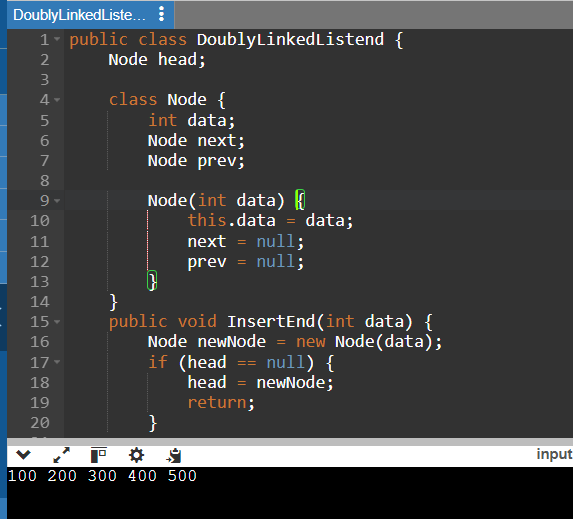 DoublyLinkedListe...
1 public class DoublyLinkedListend {
2     Node head;
3
4     class Node {
5         int data;
6         Node next;
7         Node prev;
8
9         Node(int data) {
10             this.data = data;
11             next = null;
12             prev = null;
13         }
14     }
15     public void InsertEnd(int data) {
16         Node newNode = new Node(data);
17         if (head == null) {
18             head = newNode;
19             return;
20         }
input
100 200 300 400 500